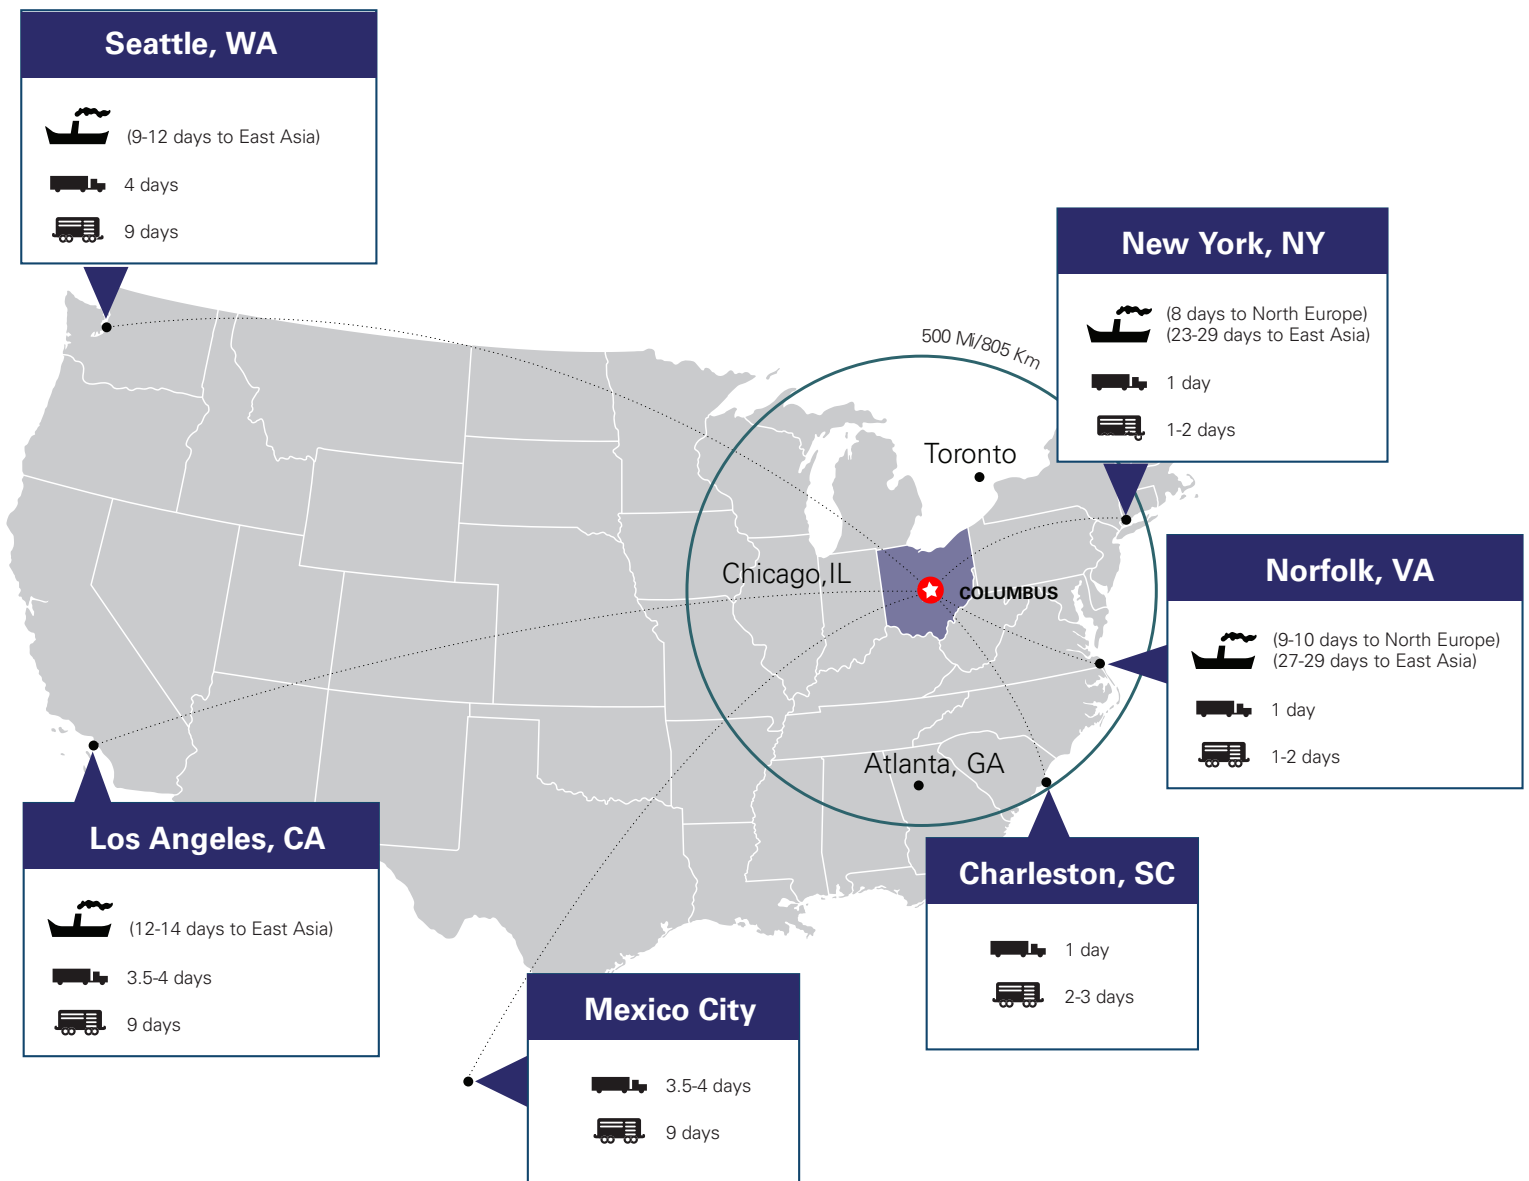 Seattle, WA
(9-12 days to East Asia)
4 days
9 days
New York, NY
(8 days to North Europe)
(23-29 days to East Asia)
1 day
1-2 days
500 Mi/805 Km
Toronto
Chicago,IL
COLUMBUS
Norfolk, VA
(9-10 days to North Europe)
(27-29 days to East Asia)
1 day
1-2 days
Atlanta, GA
Los Angeles, CA
(12-14 days to East Asia)
3.5-4 days
9 days
Charleston, SC
1 day
2-3 days
Mexico City
3.5-4 days
9 days